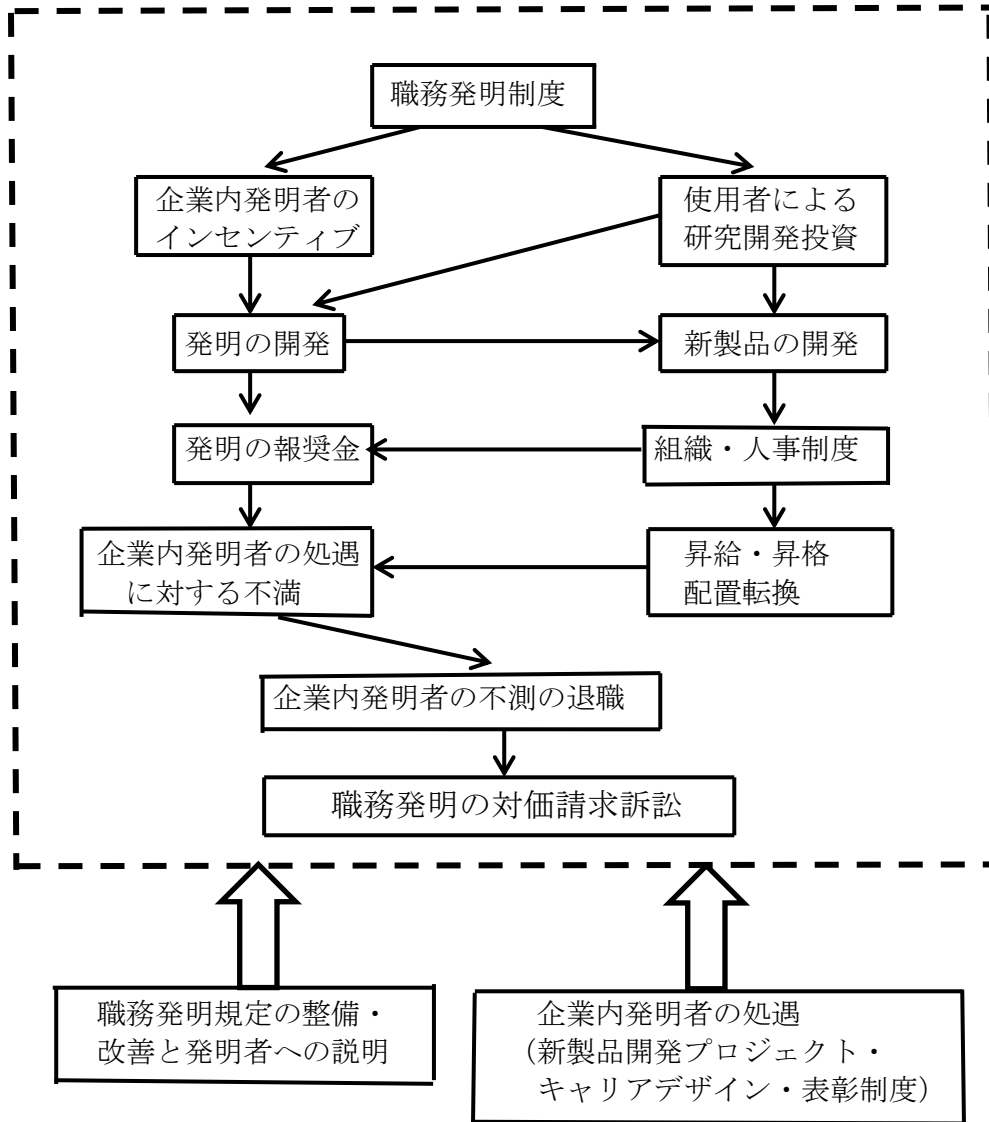 職務発明制度
企業内発明者の
インセンティブ
使用者による
研究開発投資
発明の開発
新製品の開発
発明の報奨金
組織・人事制度
企業内発明者の処遇
に対する不満
昇給・昇格
配置転換
企業内発明者の不測の退職
職務発明の対価請求訴訟
職務発明規定の整備・
改善と発明者への説明
企業内発明者の処遇
（新製品開発プロジェクト・
キャリアデザイン・表彰制度）